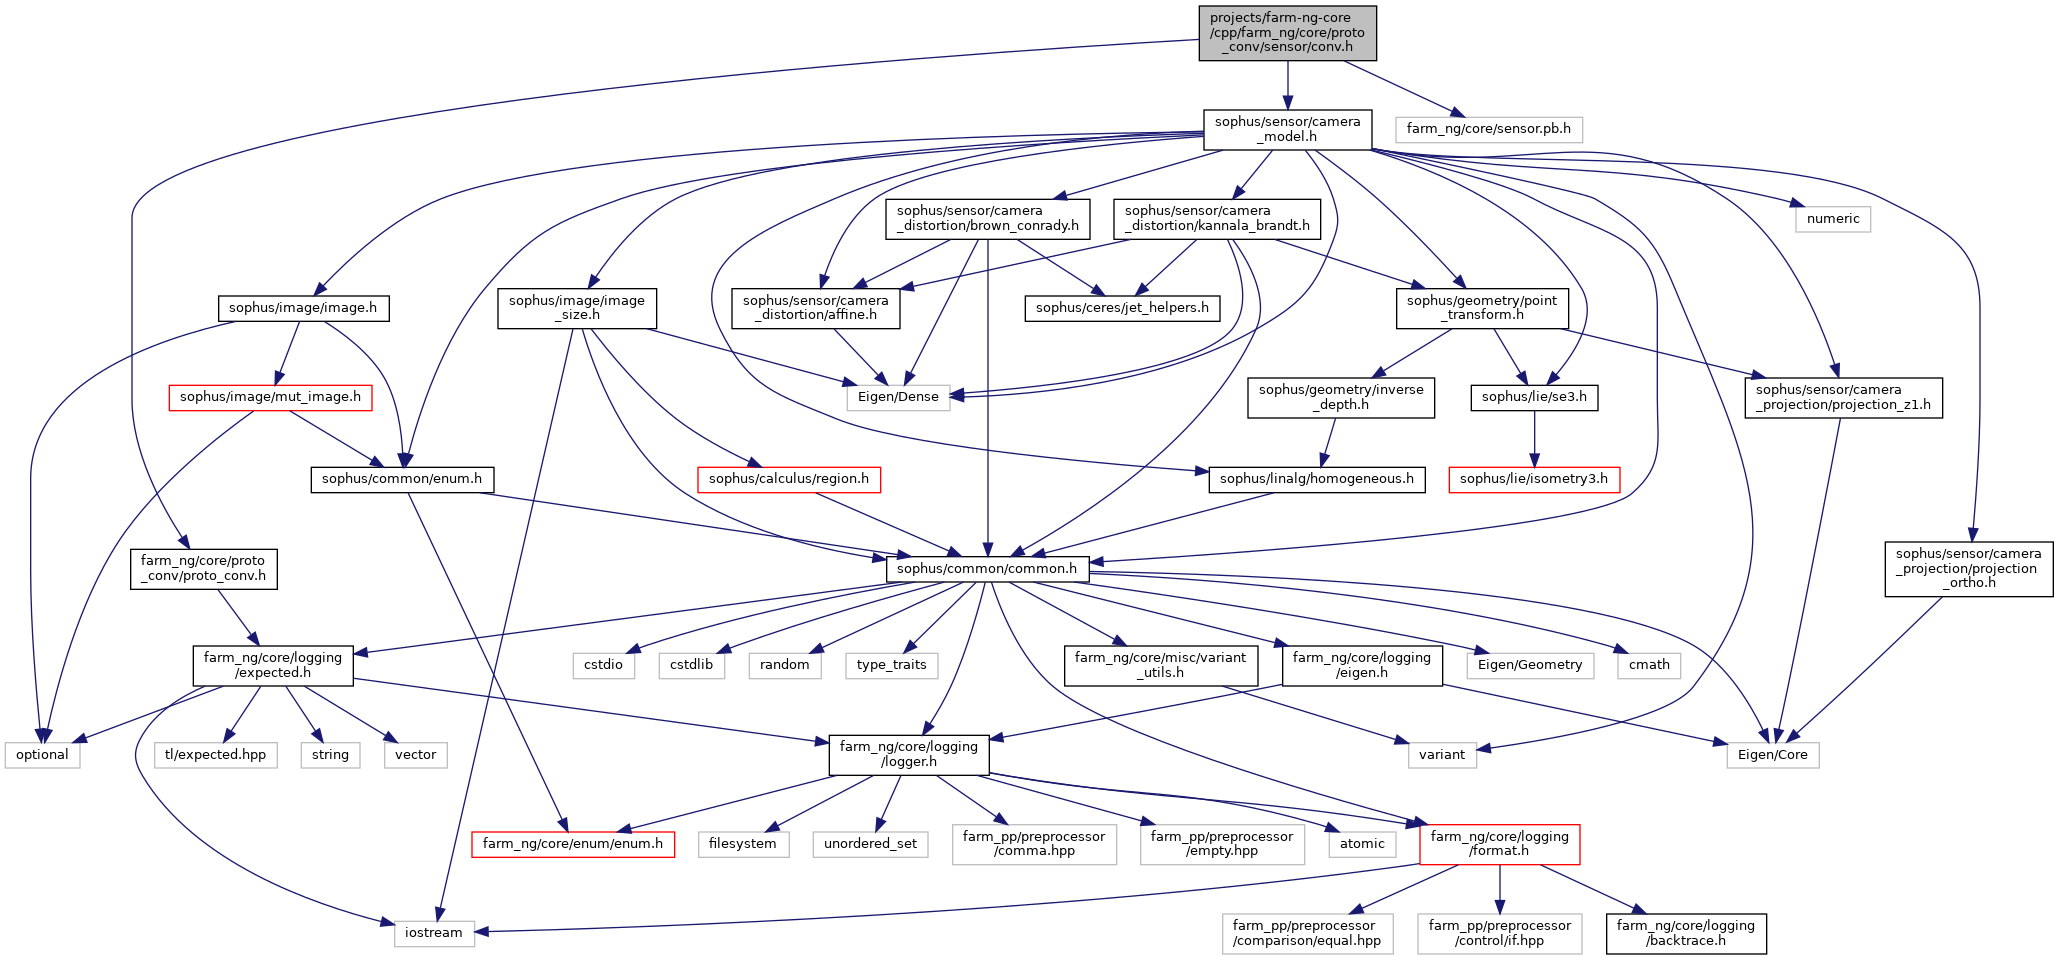 projects/farm-ng-core
/cpp/farm_ng/core/proto
_conv/sensor/conv.h
sophus/sensor/camera
_model.h
farm_ng/core/sensor.pb.h
sophus/sensor/camera
_distortion/brown_conrady.h
sophus/sensor/camera
_distortion/kannala_brandt.h
numeric
sophus/image/image.h
sophus/image/image
_size.h
sophus/sensor/camera
_distortion/affine.h
sophus/ceres/jet_helpers.h
sophus/geometry/point
_transform.h
sophus/image/mut_image.h
Eigen/Dense
sophus/geometry/inverse
_depth.h
sophus/lie/se3.h
sophus/sensor/camera
_projection/projection_z1.h
sophus/common/enum.h
sophus/calculus/region.h
sophus/linalg/homogeneous.h
sophus/lie/isometry3.h
farm_ng/core/proto
_conv/proto_conv.h
sophus/common/common.h
sophus/sensor/camera
_projection/projection
_ortho.h
farm_ng/core/logging
/expected.h
cstdio
cstdlib
random
type_traits
farm_ng/core/misc/variant
_utils.h
farm_ng/core/logging
/eigen.h
Eigen/Geometry
cmath
optional
tl/expected.hpp
string
vector
farm_ng/core/logging
/logger.h
variant
Eigen/Core
farm_ng/core/enum/enum.h
filesystem
unordered_set
farm_pp/preprocessor
/comma.hpp
farm_pp/preprocessor
/empty.hpp
atomic
farm_ng/core/logging
/format.h
iostream
farm_pp/preprocessor
/comparison/equal.hpp
farm_pp/preprocessor
/control/if.hpp
farm_ng/core/logging
/backtrace.h